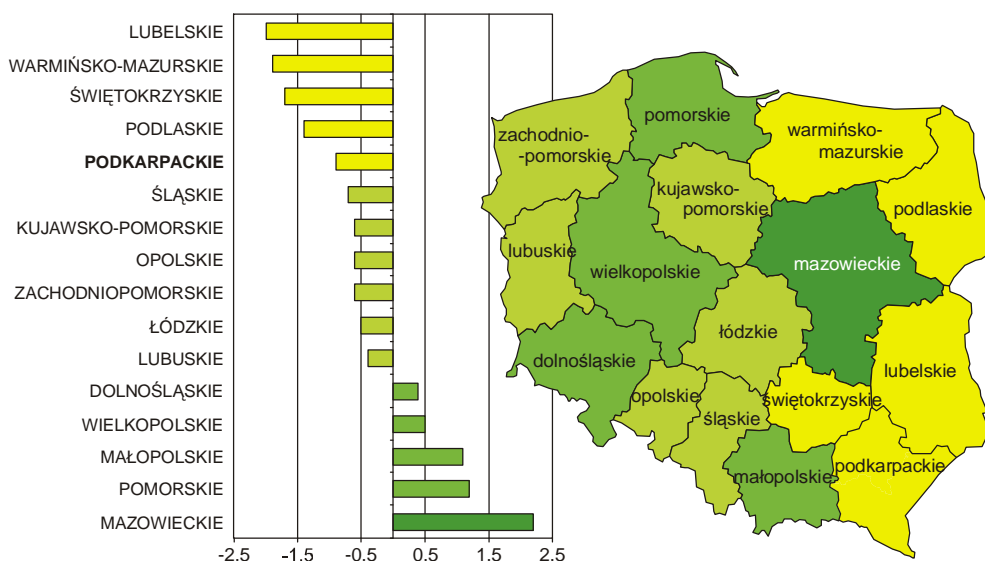 LUBELSKIE
WARMIŃSKO-MAZURSKIE
ŚWIĘTOKRZYSKIE
PODLASKIE
PODKARPACKIE
ŚLĄSKIE
KUJAWSKO-POMORSKIE
OPOLSKIE
ZACHODNIOPOMORSKIE
ŁÓDZKIE
LUBUSKIE
DOLNOŚLĄSKIE
WIELKOPOLSKIE
MAŁOPOLSKIE
POMORSKIE
MAZOWIECKIE
-2.5 -1.5 -0.5 0.5 1.5 2.5
pomorskie
zachodnio-
-pomorskie
warmińsko-
mazurskie
kujawsko-
pomorskie
podlaskie
lubuskie
wielkopolskie
mazowieckie
łódzkie
dolnośląskie
lubelskie
opolskie
świętokrzyskie
śląskie
małopolskie
podkarpackie